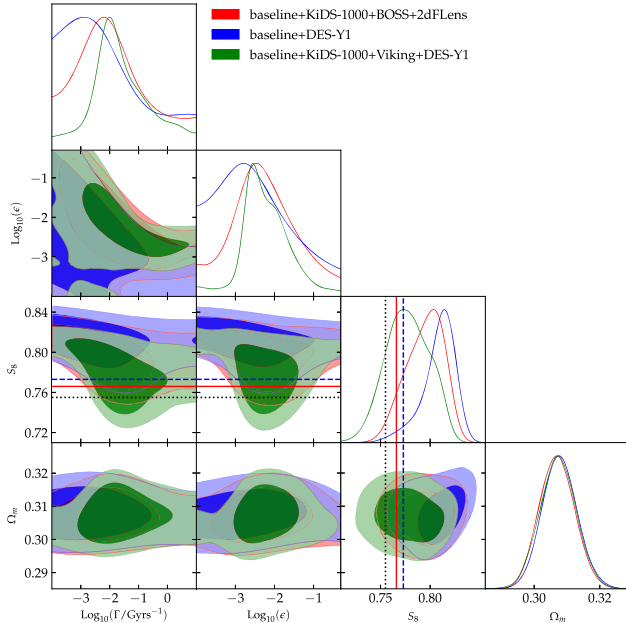 baseline+KiDS-1000+BOSS+2dFLens
baseline+DES-Y1
baseline+KiDS-1000+Viking+DES-Y1
Log₁₀(ϵ)
−1
−2
−3
S₈
0.84
0.80
0.76
0.72
Ωₘ
0.32
0.31
0.30
0.29
−3 −2 −1 0
Log₁₀(Γ/Gyrs⁻¹)
−3 −2 −1
Log₁₀(ϵ)
0.75 0.80
S₈
0.30 0.32
Ωₘ